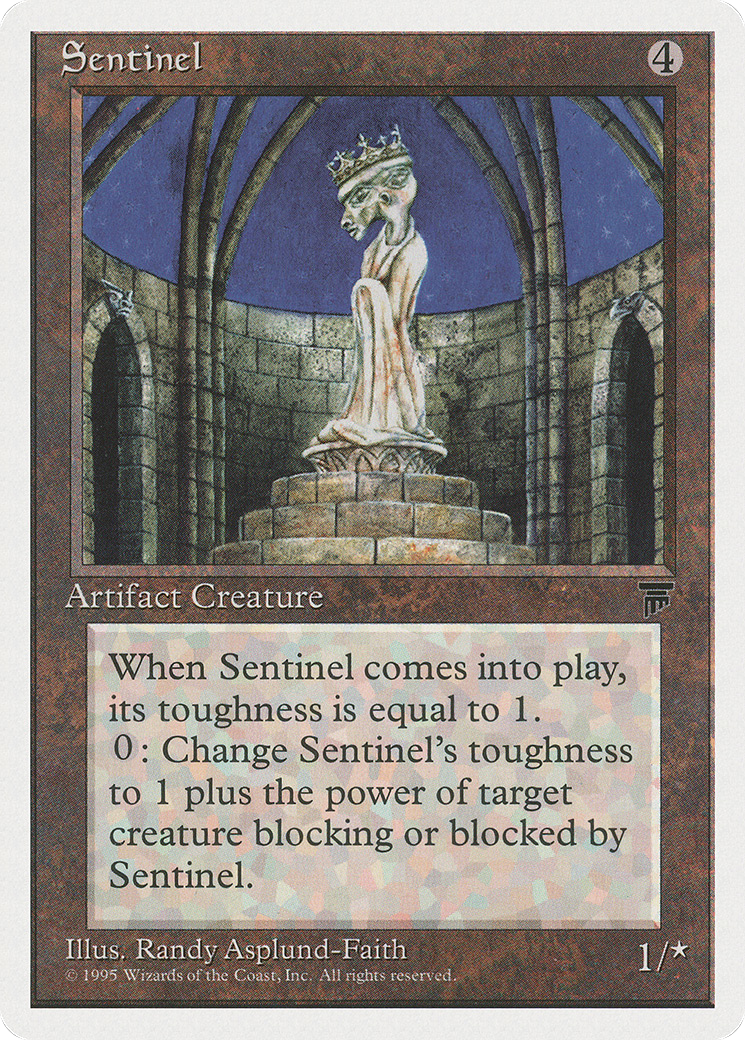 Sentinel
4
Artifact Creature
When Sentinel comes into play,
its toughness is equal to 1.
0: Change Sentinel's toughness
to 1 plus the power of target
creature blocking or blocked by
Sentinel.
Illus. Randy Asplund-Faith
© 1995 Wizards of the Coast, Inc. All rights reserved.
1/★